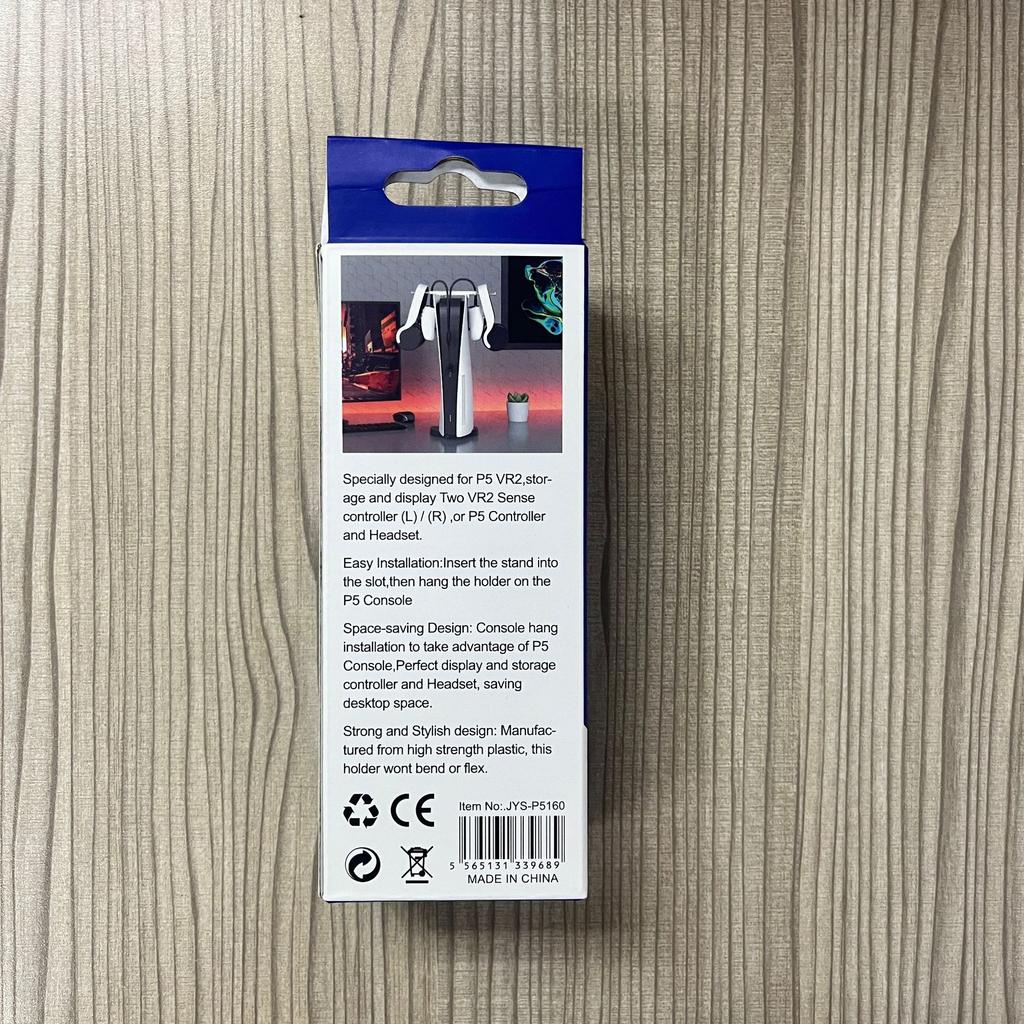 Specially designed for P5 VR2,stor-
age and display Two VR2 Sense
controller (L) / (R) ,or P5 Controller
and Headset.
Easy Installation:Insert the stand into
the slot,then hang the holder on the
P5 Console
Space-saving Design: Console hang
installation to take advantage of P5
Console,Perfect display and storage
controller and Headset, saving
desktop space.
Strong and Stylish design: Manufac-
tured from high strength plastic, this
holder wont bend or flex.
CE
Item No:.JYS-P5160
5 565131 339689
MADE IN CHINA